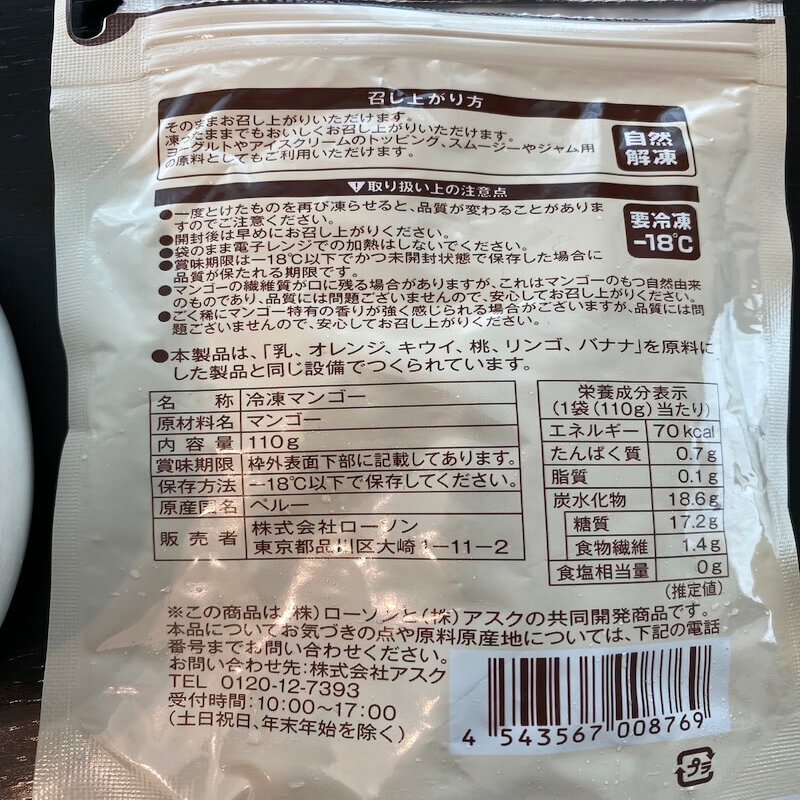 召し上がり方
そのままお召し上がりいただけます。
凍ったままでもおいしくお召し上がりいただけます。
ヨーグルトやアイスクリームのトッピング、スムージーやジャム用
の原料としてもご利用いただけます。
自然
解凍
取り扱い上の注意点
●一度とけたものを再び凍らせると、品質が変わることがありま
すのでご注意ください。
●開封後は早めにお召し上がりください。
●袋のまま電子レンジでの加熱はしないでください。
●賞味期限は−18℃以下でかつ未開封状態で保存した場合に
品質が保たれる期限です。
●マンゴーの繊維質が口に残る場合がありますが、これはマンゴーのもつ自然由来
のものであり、品質には問題ございませんので、安心してお召し上がりください。
●ごく稀にマンゴー特有の香りが強く感じられる場合がございますが、品質には問
題ございませんので、安心してお召し上がりください。
要冷凍
−18℃
●本製品は、「乳、オレンジ、キウイ、桃、リンゴ、バナナ」を原料に
した製品と同じ設備でつくられています。
名称 冷凍マンゴー
原材料名 マンゴー
内容量 110g
賞味期限 枠外表面下部に記載してあります。
保存方法 −18℃以下で保存してください。
原産国名 ペルー
販売者 株式会社ローソン
東京都品川区大崎1−11−2
栄養成分表示
(1袋(110g)当たり)
エネルギー 70kcal
たんぱく質 0.7g
脂質 0.1g
炭水化物 18.6g
糖質 17.2g
食物繊維 1.4g
食塩相当量 0g
(推定値)
※この商品は(株)ローソンと(株)アスクの共同開発商品です。
本品についてお気づきの点や原料原産地については、下記の電話
番号までお問い合わせください。
お問い合わせ先:株式会社アスク
TEL 0120-12-7393
受付時間:10:00〜17:00
(土日祝日、年末年始を除く)
4 543567 008769
プラ